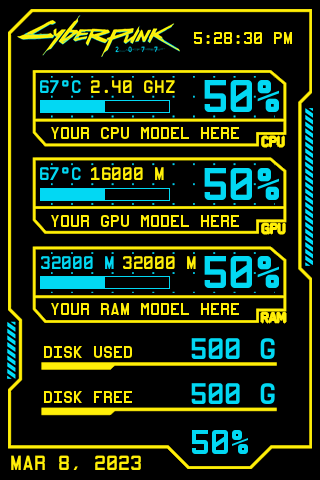 Cyberpunk
2077
5:28:30 PM
67°C 2.40 GHZ
50%
YOUR CPU MODEL HERE
CPU
67°C 16000 M
50%
YOUR GPU MODEL HERE
GPU
32000 M 32000 M
50%
YOUR RAM MODEL HERE
RAM
DISK USED 500 G
DISK FREE 500 G
50%
MAR 8, 2023